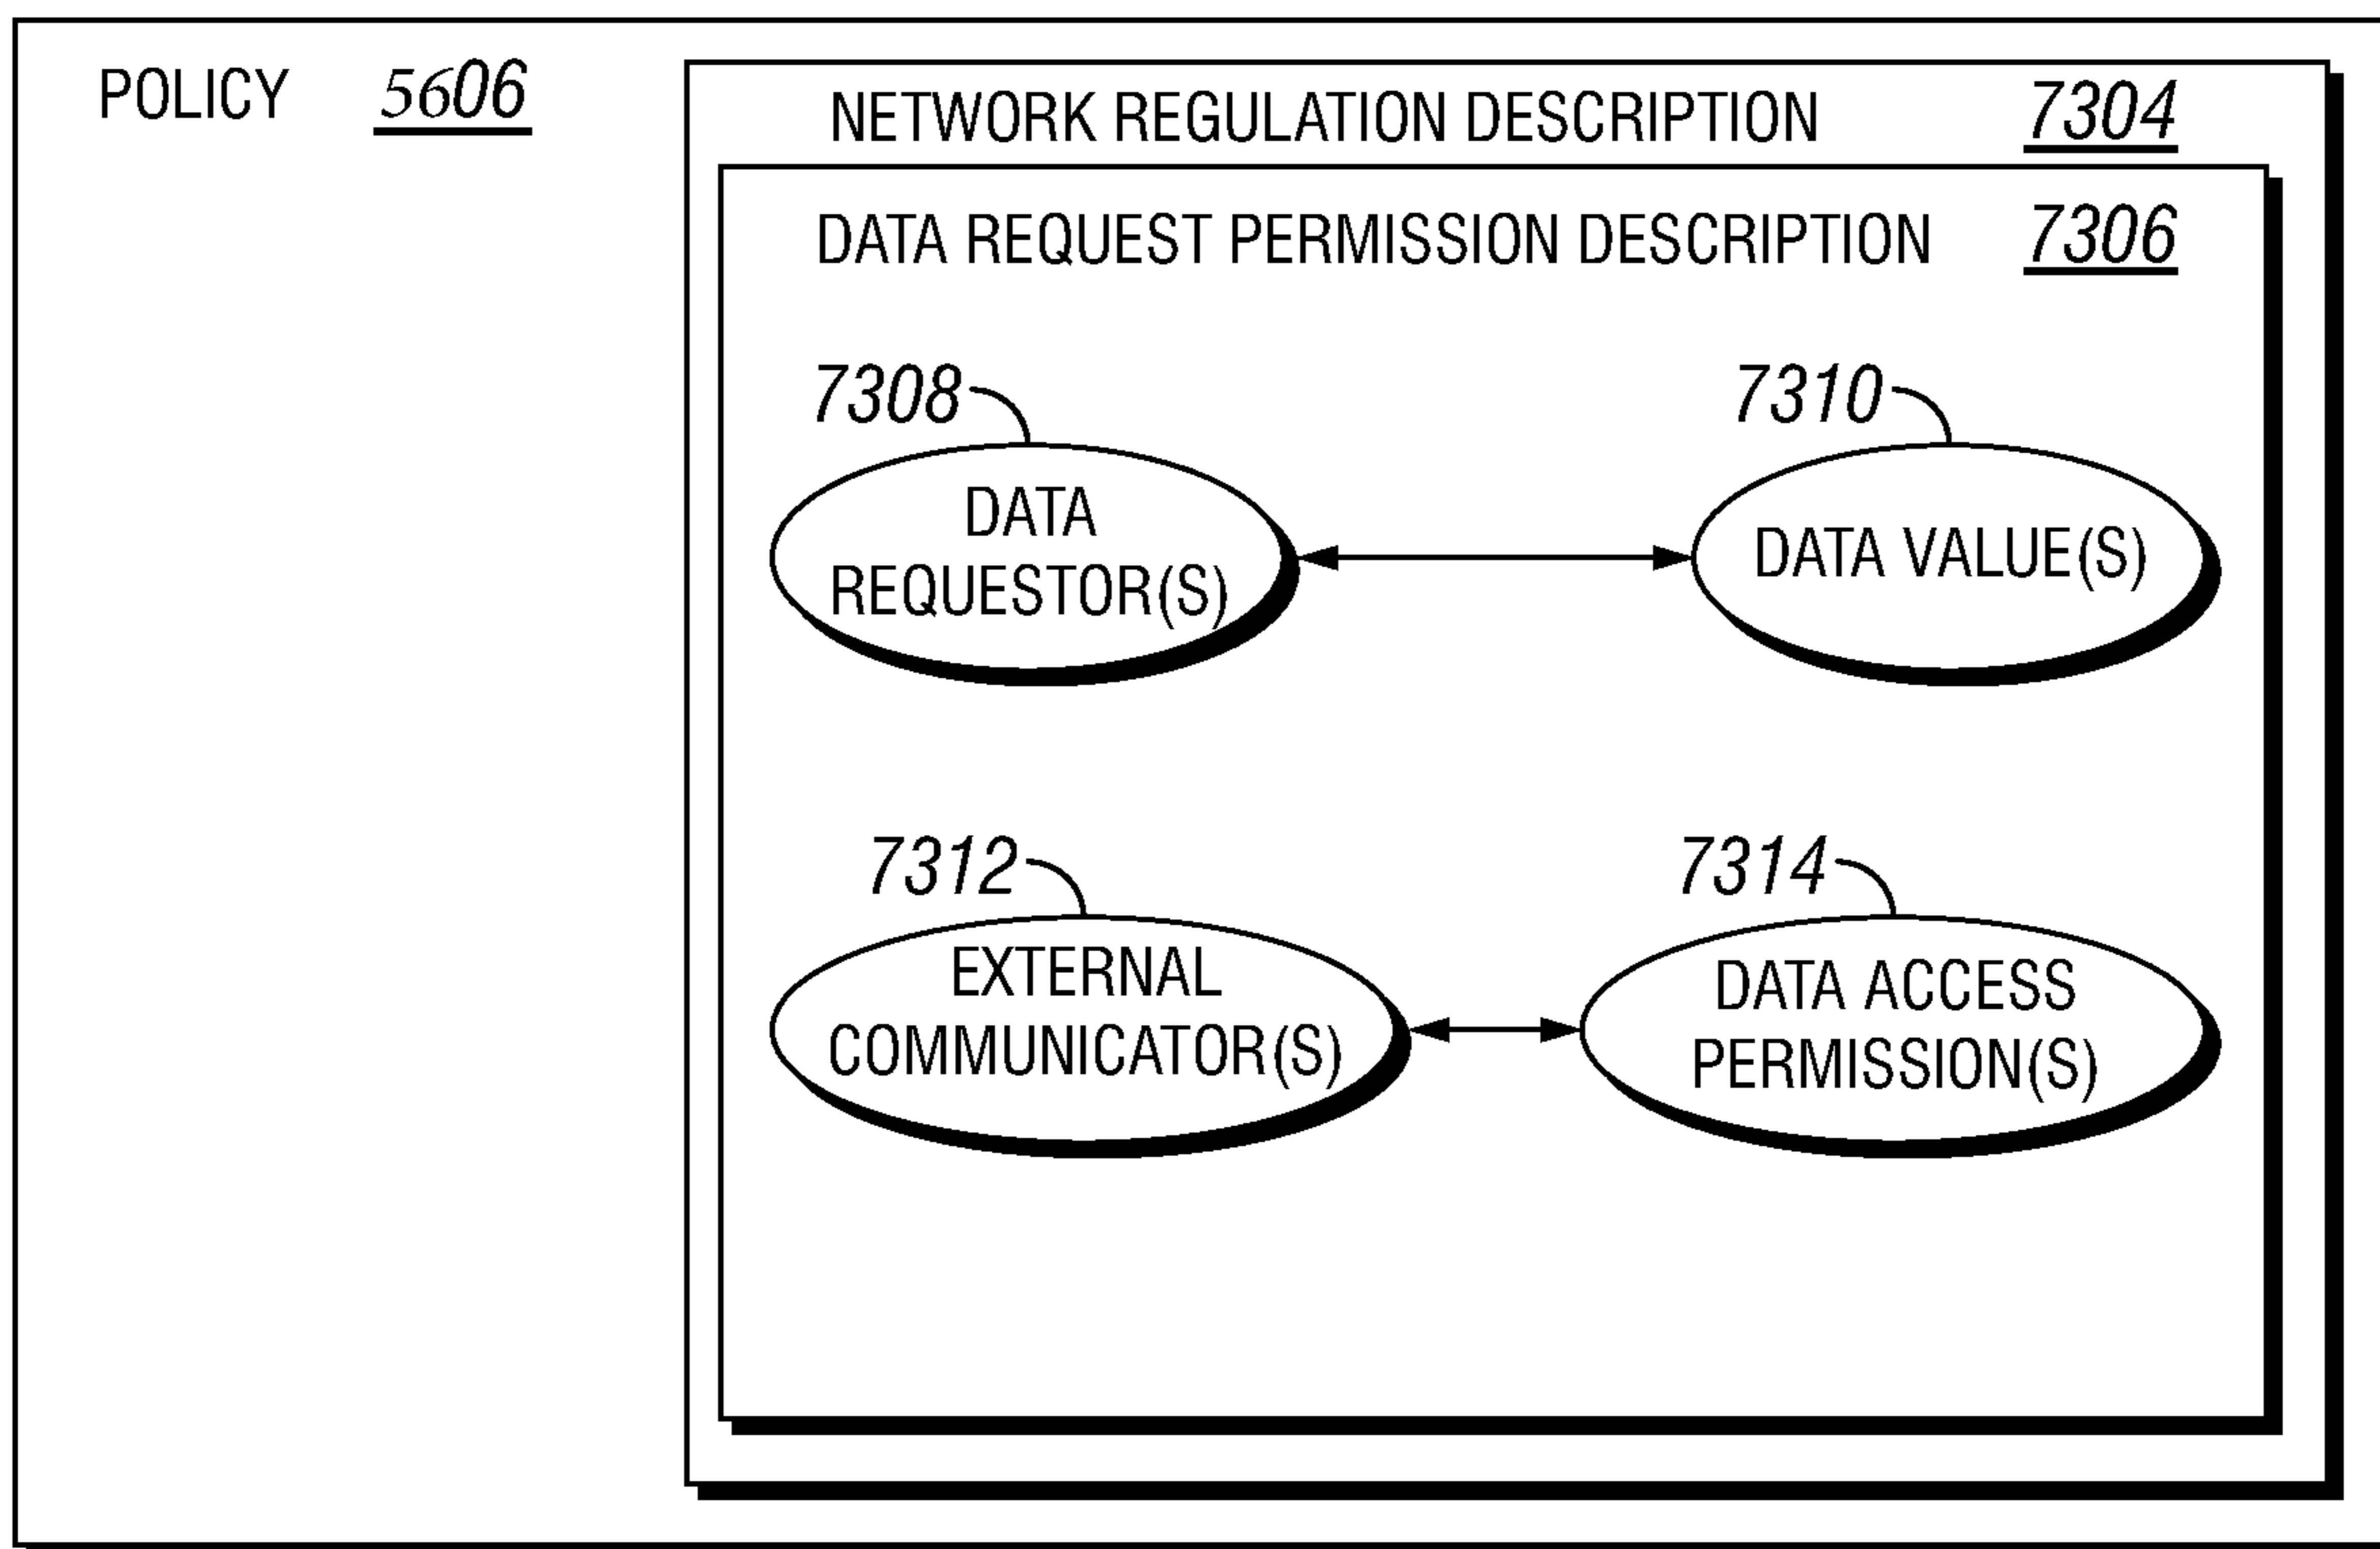 POLICY 5606
NETWORK REGULATION DESCRIPTION 7304
DATA REQUEST PERMISSION DESCRIPTION 7306
7308
DATA
REQUESTOR(S)
7310
DATA VALUE(S)
7312
EXTERNAL
COMMUNICATOR(S)
7314
DATA ACCESS
PERMISSION(S)